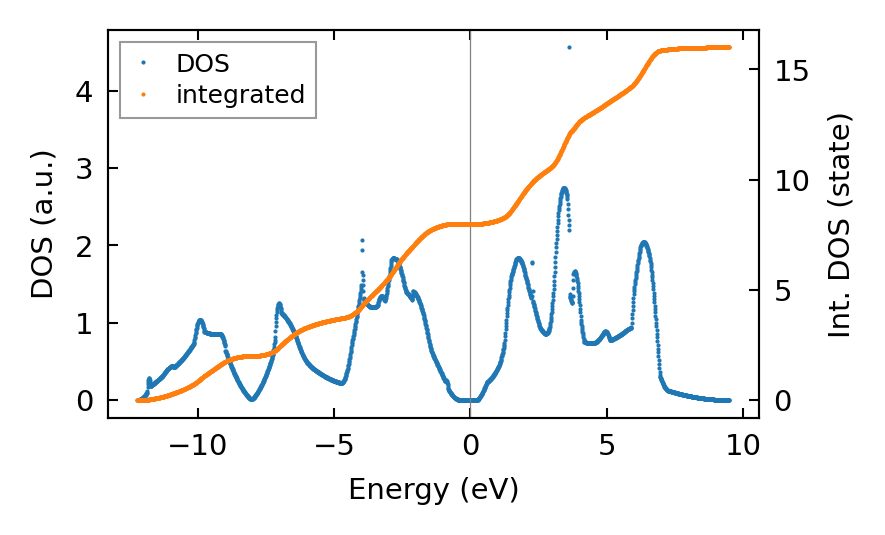 DOS
integrated
DOS (a.u.)
4
3
2
1
0
Int. DOS (state)
15
10
5
0
−10
−5
0
5
10
Energy (eV)